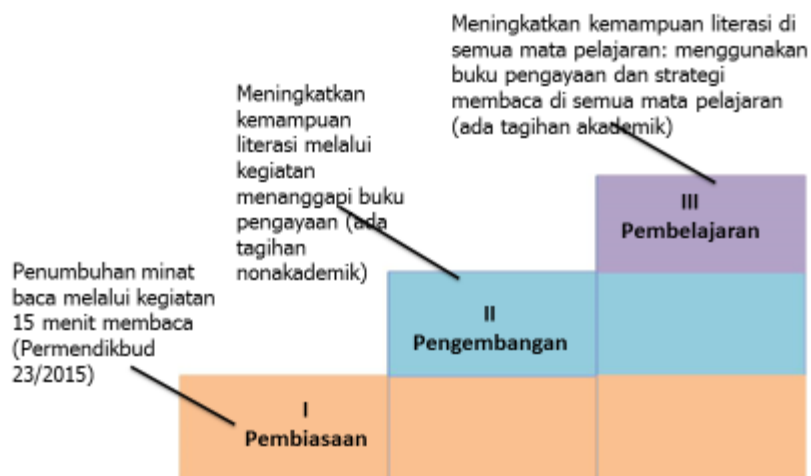 Meningkatkan kemampuan literasi di
semua mata pelajaran: menggunakan
buku pengayaan dan strategi
membaca di semua mata pelajaran
(ada tagihan akademik)
Meningkatkan
kemampuan
literasi melalui
kegiatan
menanggapi buku
pengayaan (ada
tagihan
nonakademik)
Penumbuhan minat
baca melalui kegiatan
15 menit membaca
(Permendikbud
23/2015)
III
Pembelajaran
II
Pengembangan
I
Pembiasaan